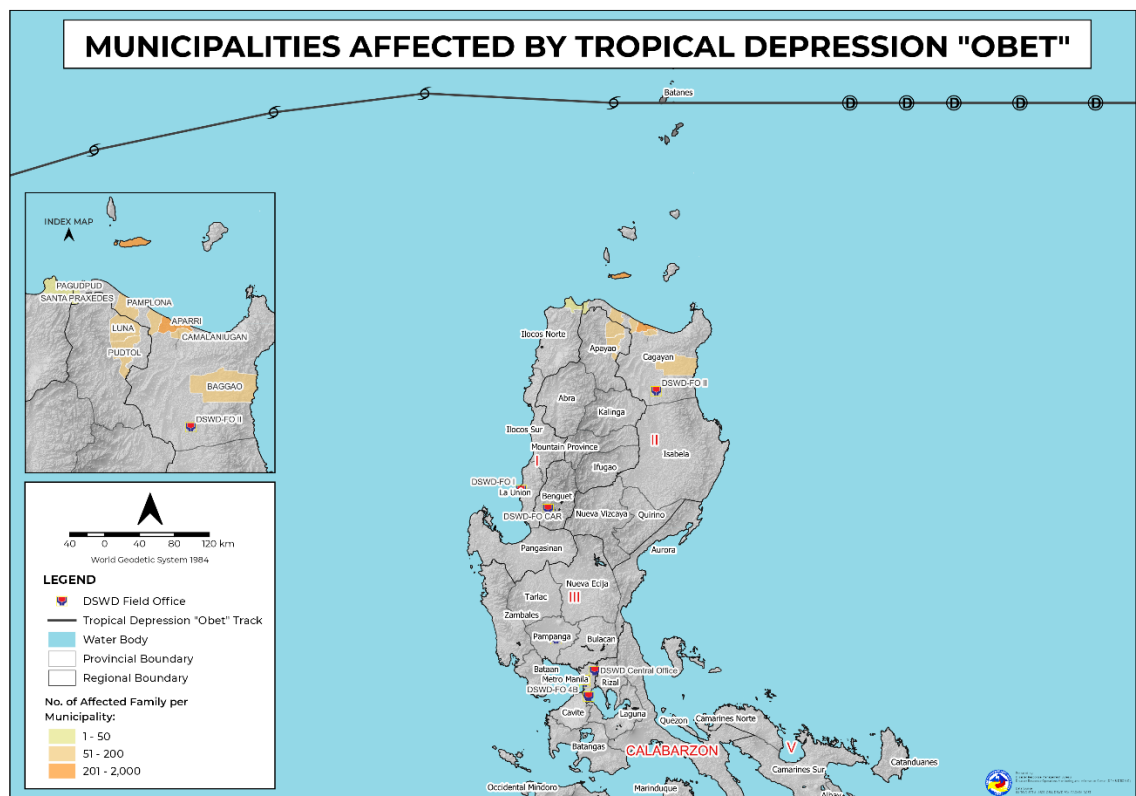 MUNICIPALITIES AFFECTED BY TROPICAL DEPRESSION "OBET"
Batanes
D D D D D
INDEX MAP
PAGUDPUD
SANTA PRAXEDES
PAMPLONA
APARRI
LUNA
CAMALANIUGAN
PUDTOL
BAGGAO
DSWD-FO II
Ilocos Norte
Apayao
Cagayan
DSWD-FO II
Abra
Kalinga
Ilocos Sur
Mountain Province
II
I
Isabela
Ifugao
DSWD-FO I
La Union
Benguet
DSWD-FO CAR
Nueva Vizcaya
Quirino
Pangasinan
Aurora
Nueva Ecija
Tarlac
III
Zambales
Pampanga
Bulacan
Bataan
DSWD Central Office
Metro Manila
Rizal
DSWD-FO 4B
Cavite
Laguna
Quezon
Camarines Norte
Batangas
CALABARZON
V
Catanduanes
Camarines Sur
Occidental Mindoro
Marinduque
Albay
40 0 40 80 120 km
World Geodetic System 1984
LEGEND
DSWD Field Office
Tropical Depression "Obet" Track
Water Body
Provincial Boundary
Regional Boundary
No. of Affected Family per
Municipality:
1 - 50
51 - 200
201 - 2,000